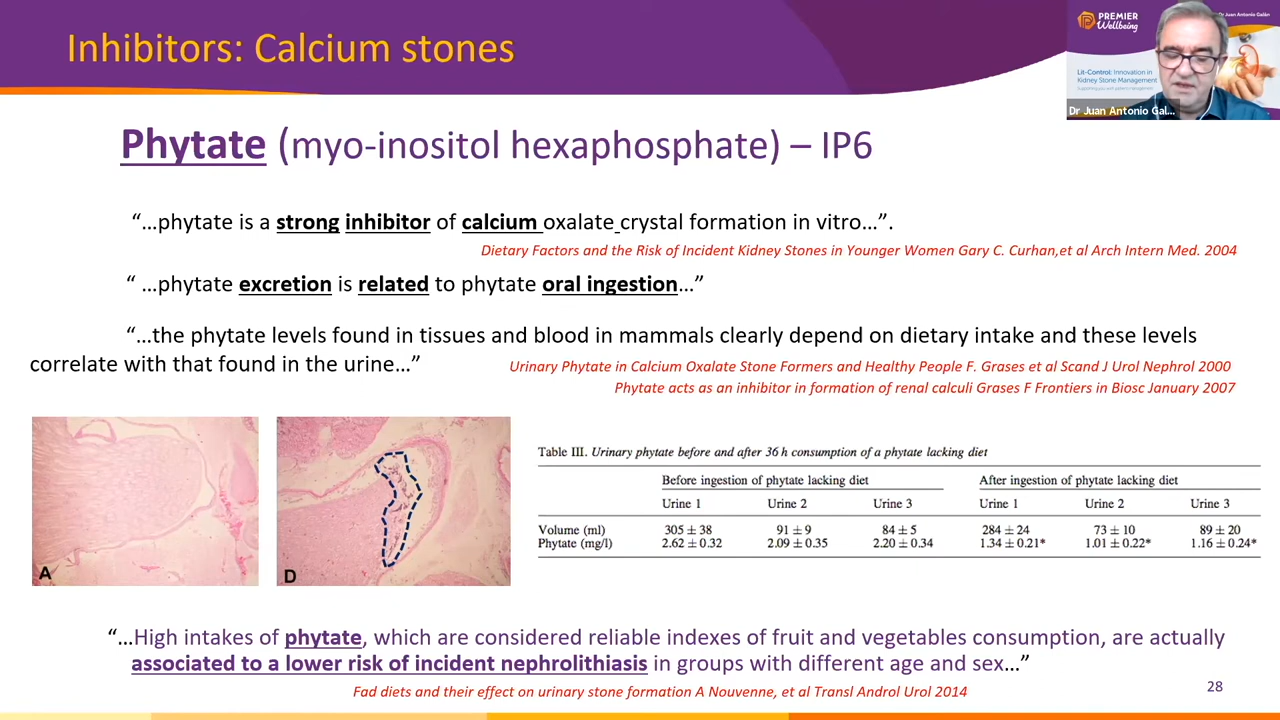 Inhibitors: Calcium stones
PREMIER
Wellbeing
Dr Juan Antonio Galán
Lit-Control: Innovation in
Kidney Stone Management
Dr Juan Antonio Gal...
Phytate (myo-inositol hexaphosphate) – IP6
“…phytate is a strong inhibitor of calcium oxalate crystal formation in vitro…”.
Dietary Factors and the Risk of Incident Kidney Stones in Younger Women Gary C. Curhan,et al Arch Intern Med. 2004
“ …phytate excretion is related to phytate oral ingestion…”
“…the phytate levels found in tissues and blood in mammals clearly depend on dietary intake and these levels
correlate with that found in the urine…”
Urinary Phytate in Calcium Oxalate Stone Formers and Healthy People F. Grases et al Scand J Urol Nephrol 2000
Phytate acts as an inhibitor in formation of renal calculi Grases F Frontiers in Biosc January 2007
A
D
Table III. Urinary phytate before and after 36 h consumption of a phytate lacking diet
Before ingestion of phytate lacking diet After ingestion of phytate lacking diet
Urine 1 Urine 2 Urine 3 Urine 1 Urine 2 Urine 3
Volume (ml) 305 ± 38 91 ± 9 84 ± 5 284 ± 24 73 ± 10 89 ± 20
Phytate (mg/l) 2.62 ± 0.32 2.09 ± 0.35 2.20 ± 0.34 1.34 ± 0.21* 1.01 ± 0.22* 1.16 ± 0.24*
“…High intakes of phytate, which are considered reliable indexes of fruit and vegetables consumption, are actually
associated to a lower risk of incident nephrolithiasis in groups with different age and sex…”
Fad diets and their effect on urinary stone formation A Nouvenne, et al Transl Androl Urol 2014
28